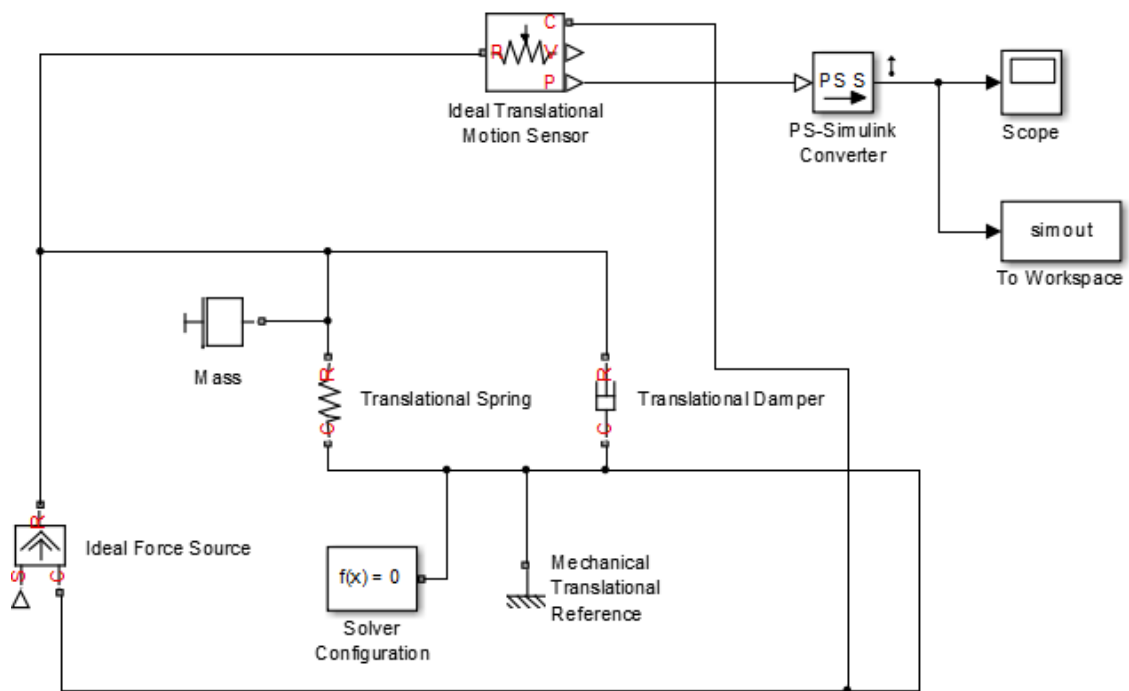 C
R
V
P
Ideal Translational
Motion Sensor
PS S
PS-Simulink
Converter
Scope
simout
To Workspace
Mass
R
Translational Spring
C
R
Translational Damper
C
R
Ideal Force Source
S
C
f(x) = 0
Solver
Configuration
Mechanical
Translational
Reference